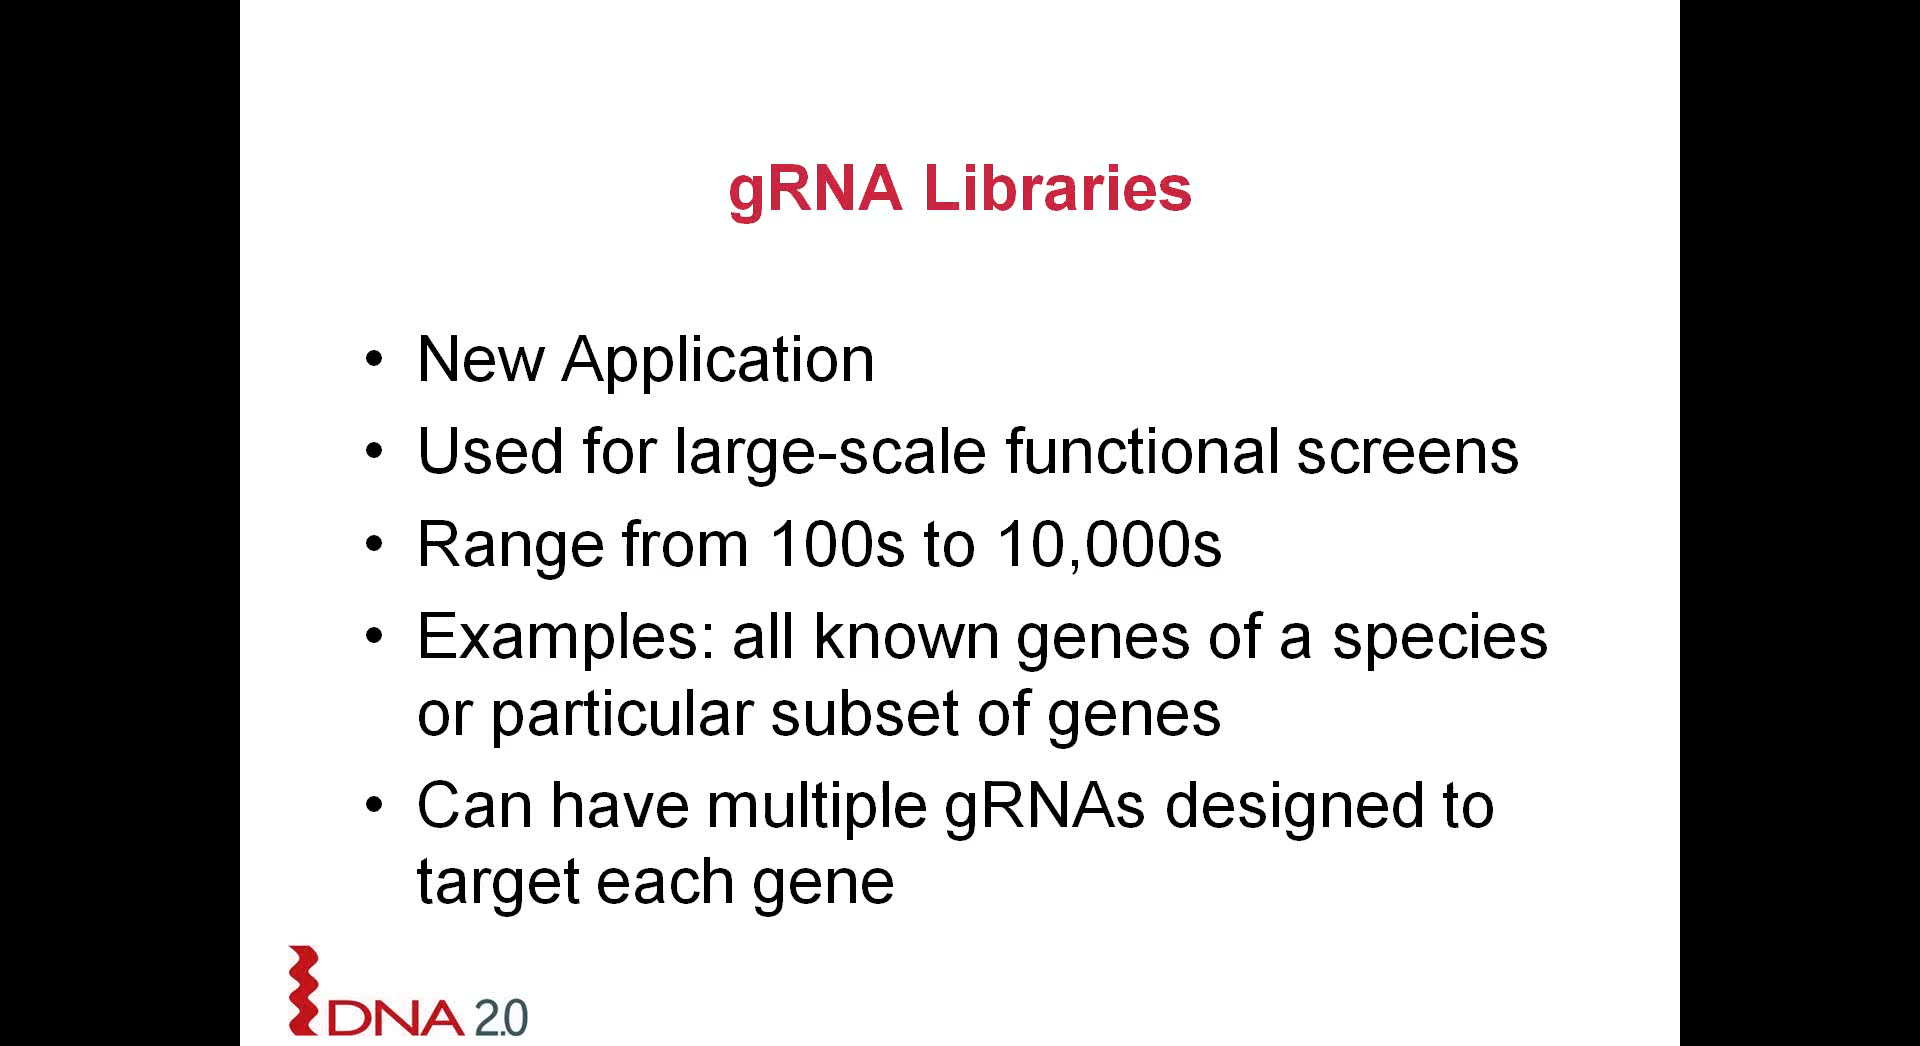 gRNA Libraries
• New Application
• Used for large-scale functional screens
• Range from 100s to 10,000s
• Examples: all known genes of a species
or particular subset of genes
• Can have multiple gRNAs designed to
target each gene
DNA 2.0